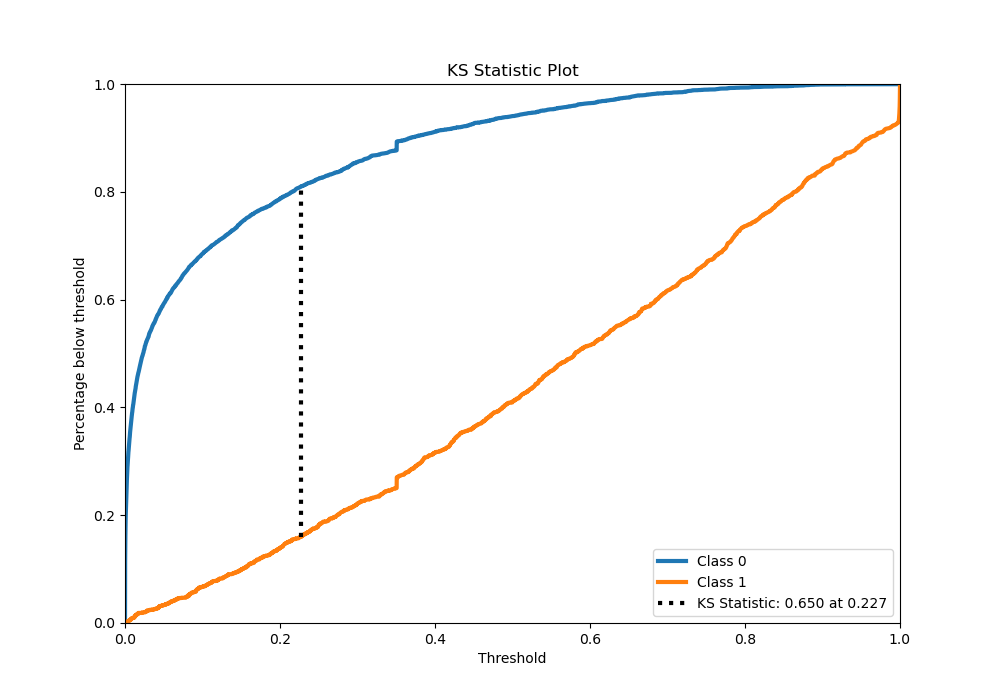 KS Statistic Plot
1.0
0.8
0.6
0.4
0.2
0.0
Percentage below threshold
0.0 0.2 0.4 0.6 0.8 1.0
Threshold
Class 0
Class 1
KS Statistic: 0.650 at 0.227